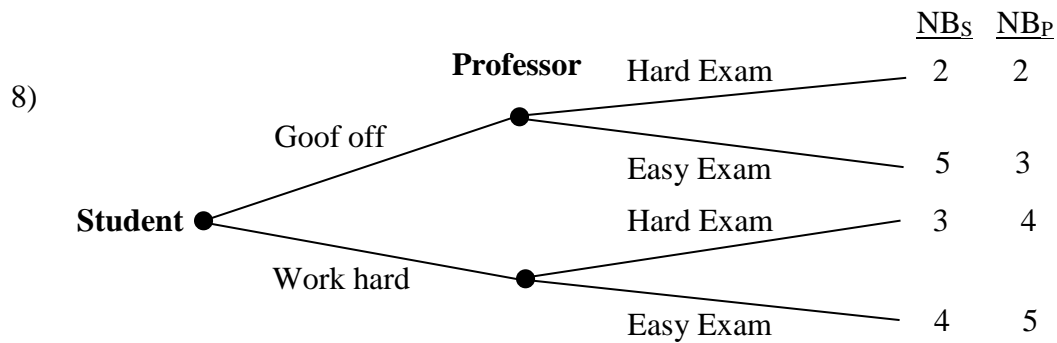 NBS NBP
Professor Hard Exam 2 2
8)
Goof off
Easy Exam 5 3
Student Hard Exam 3 4
Work hard
Easy Exam 4 5